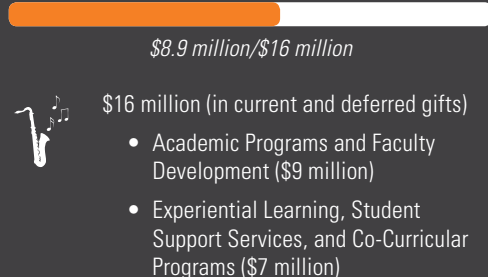 $8.9 million/$16 million
$16 million (in current and deferred gifts)
• Academic Programs and Faculty
Development ($9 million)
• Experiential Learning, Student
Support Services, and Co-Curricular
Programs ($7 million)